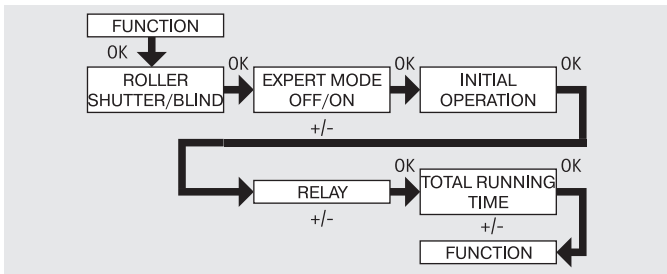 FUNCTION
OK
ROLLER
SHUTTER/BLIND
OK
EXPERT MODE
OFF/ON
+/-
OK
INITIAL
OPERATION
OK
RELAY
+/-
OK
TOTAL RUNNING
TIME
+/-
OK
FUNCTION